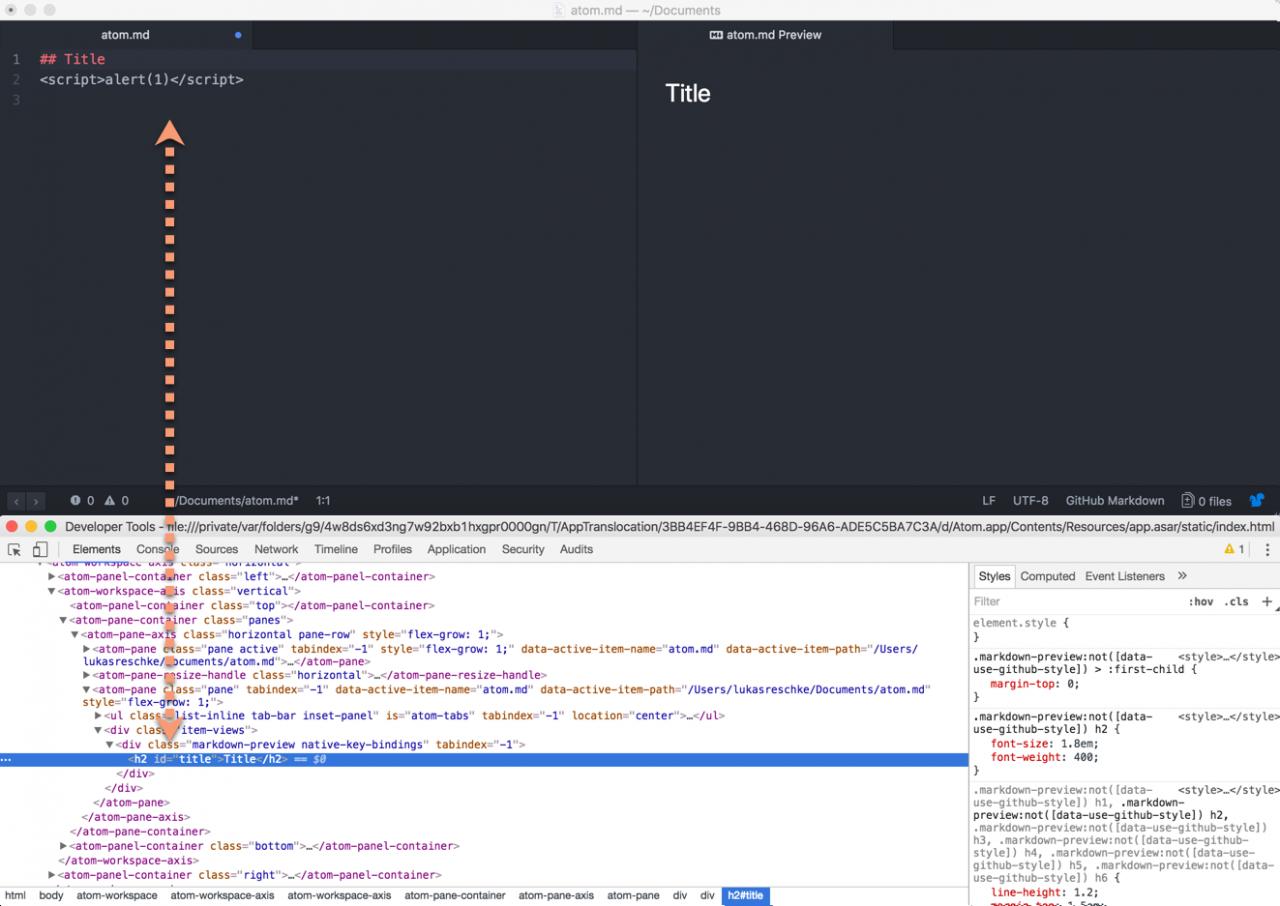 atom.md — ~/Documents
atom.md
atom.md Preview
1 ## Title
2 <script>alert(1)</script>
3
Title
0 0 /Documents/atom.md* 1:1
LF UTF-8 GitHub Markdown 0 files
Developer Tools - file:///private/var/folders/g9/4w8ds6xd3ng7w92bxb1hxgpr0000gn/T/AppTranslocation/3BB4EF4F-9BB4-468D-96A6-ADE5C5BA7C3A/d/Atom.app/Contents/Resources/app.asar/static/index.html
Elements Console Sources Network Timeline Profiles Application Security Audits 1
<atom-panel-container class="left">…</atom-panel-container>
<atom-workspace-axis class="vertical">
<atom-panel-container class="top"></atom-panel-container>
<atom-pane-container class="panes">
<atom-pane-axis class="horizontal pane-row" style="flex-grow: 1;">
<atom-pane class="pane active" tabindex="-1" style="flex-grow: 1;" data-active-item-name="atom.md" data-active-item-path="/Users/
lukasreschke/Documents/atom.md">…</atom-pane>
<atom-pane-resize-handle class="horizontal">…</atom-pane-resize-handle>
<atom-pane class="pane" tabindex="-1" data-active-item-name="atom.md" data-active-item-path="/Users/lukasreschke/Documents/atom.md"
style="flex-grow: 1;">
<ul class="list-inline tab-bar inset-panel" is="atom-tabs" tabindex="-1" location="center">…</ul>
<div class="item-views">
<div class="markdown-preview native-key-bindings" tabindex="-1">
… <h2 id="title">Title</h2> == $0
</div>
</div>
</atom-pane>
</atom-pane-axis>
</atom-pane-container>
<atom-panel-container class="bottom">…</atom-panel-container>
</atom-workspace-axis>
<atom-panel-container class="right">…</atom-panel-container>
html body atom-workspace atom-workspace-axis atom-workspace-axis atom-pane-container atom-pane-axis atom-pane div div h2#title
Styles Computed Event Listeners »
Filter :hov .cls +
element.style {
}
.markdown-preview:not([data- <style>…</style>
use-github-style]) > :first-child {
margin-top: 0;
}
.markdown-preview:not([data- <style>…</style>
use-github-style]) h2 {
font-size: 1.8em;
font-weight: 400;
}
.markdown-preview:not([data- <style>…</style>
use-github-style]) h1, .markdown-
preview:not([data-use-github-style]) h2,
.markdown-preview:not([data-use-github-style])
h3, .markdown-preview:not([data-use-github-
style]) h4, .markdown-preview:not([data-use-
github-style]) h5, .markdown-preview:not([data-
use-github-style]) h6 {
line-height: 1.2;